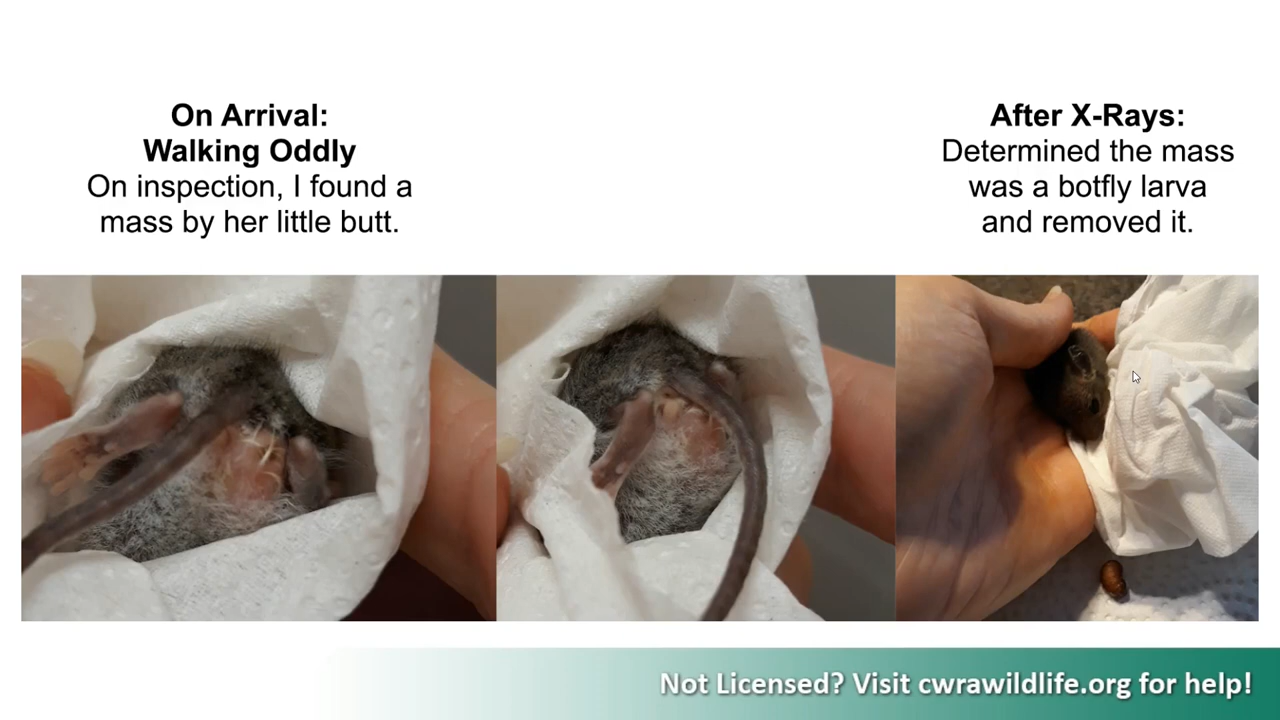 On Arrival:
Walking Oddly
On inspection, I found a
mass by her little butt.
After X-Rays:
Determined the mass
was a botfly larva
and removed it.
Not Licensed? Visit cwrawildlife.org for help!